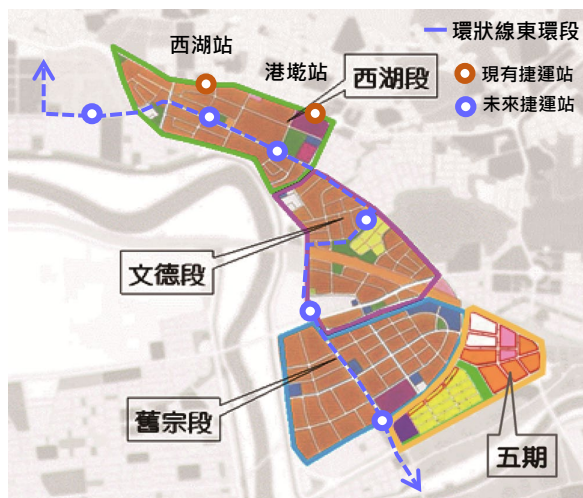 環狀線東環段
西湖站
港墘站
西湖段
現有捷運站
未來捷運站
文德段
舊宗段
五期